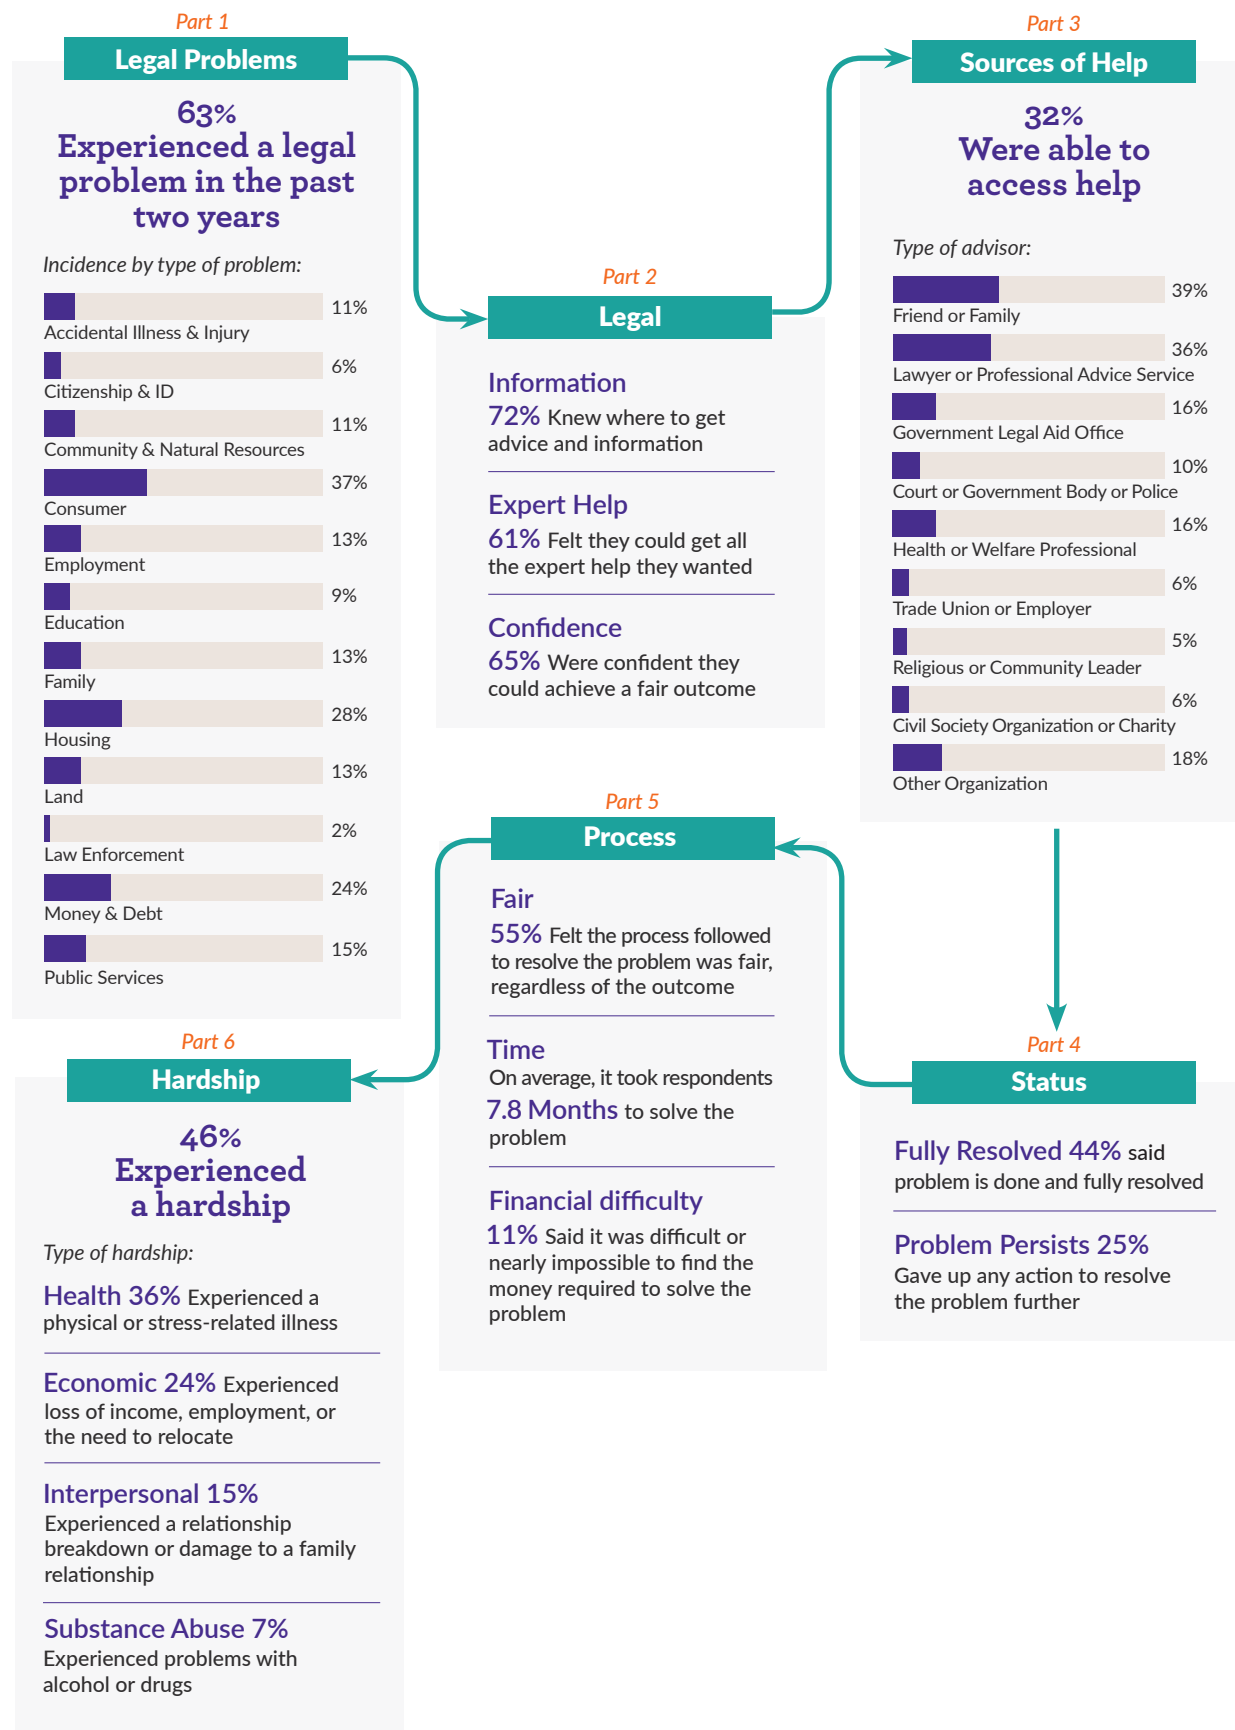 Part 1
Legal Problems
63%
Experienced a legal
problem in the past
two years
Incidence by type of problem:
11%
Accidental Illness & Injury
6%
Citizenship & ID
11%
Community & Natural Resources
37%
Consumer
13%
Employment
9%
Education
13%
Family
28%
Housing
13%
Land
2%
Law Enforcement
24%
Money & Debt
15%
Public Services
Part 2
Legal
Information
72% Knew where to get
advice and information
Expert Help
61% Felt they could get all
the expert help they wanted
Confidence
65% Were confident they
could achieve a fair outcome
Part 3
Sources of Help
32%
Were able to
access help
Type of advisor:
39%
Friend or Family
36%
Lawyer or Professional Advice Service
16%
Government Legal Aid Office
10%
Court or Government Body or Police
16%
Health or Welfare Professional
6%
Trade Union or Employer
5%
Religious or Community Leader
6%
Civil Society Organization or Charity
18%
Other Organization
Part 4
Status
Fully Resolved 44% said
problem is done and fully resolved
Problem Persists 25%
Gave up any action to resolve
the problem further
Part 5
Process
Fair
55% Felt the process followed
to resolve the problem was fair,
regardless of the outcome
Time
On average, it took respondents
7.8 Months to solve the
problem
Financial difficulty
11% Said it was difficult or
nearly impossible to find the
money required to solve the
problem
Part 6
Hardship
46%
Experienced
a hardship
Type of hardship:
Health 36% Experienced a
physical or stress-related illness
Economic 24% Experienced
loss of income, employment, or
the need to relocate
Interpersonal 15%
Experienced a relationship
breakdown or damage to a family
relationship
Substance Abuse 7%
Experienced problems with
alcohol or drugs